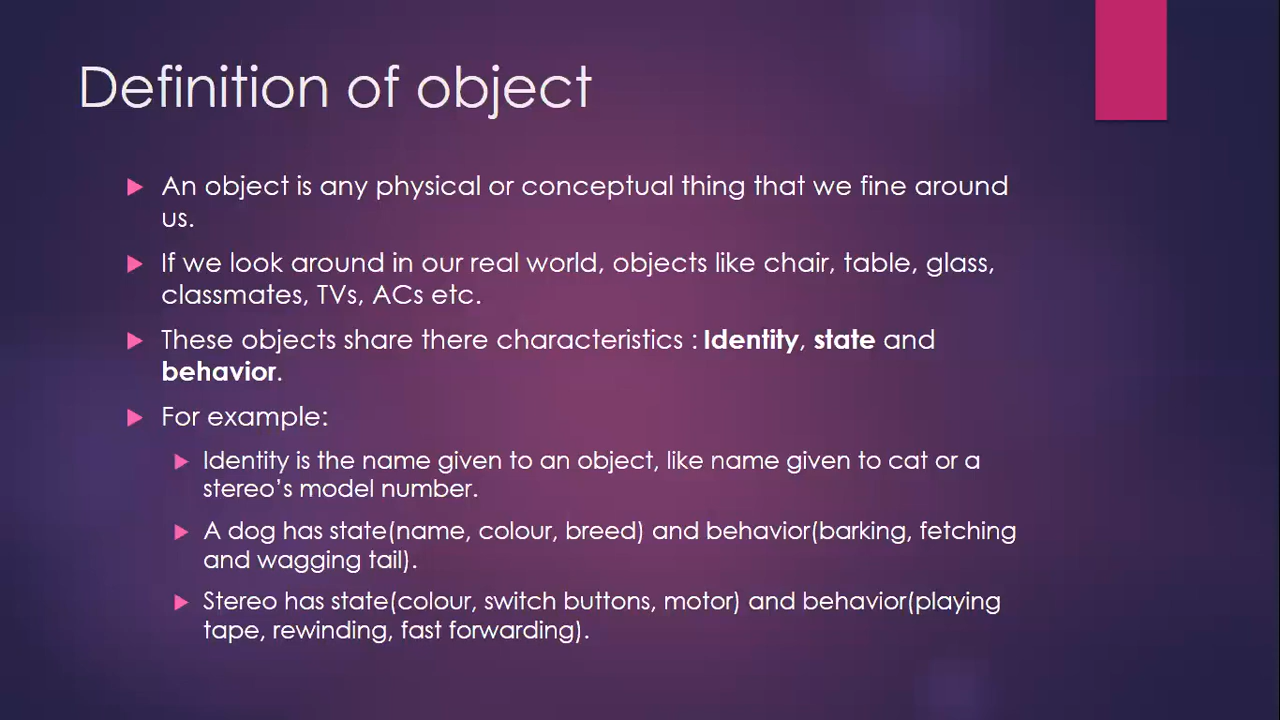 Definition of object
An object is any physical or conceptual thing that we fine around
us.
If we look around in our real world, objects like chair, table, glass,
classmates, TVs, ACs etc.
These objects share there characteristics : Identity, state and
behavior.
For example:
Identity is the name given to an object, like name given to cat or a
stereo's model number.
A dog has state(name, colour, breed) and behavior(barking, fetching
and wagging tail).
Stereo has state(colour, switch buttons, motor) and behavior(playing
tape, rewinding, fast forwarding).